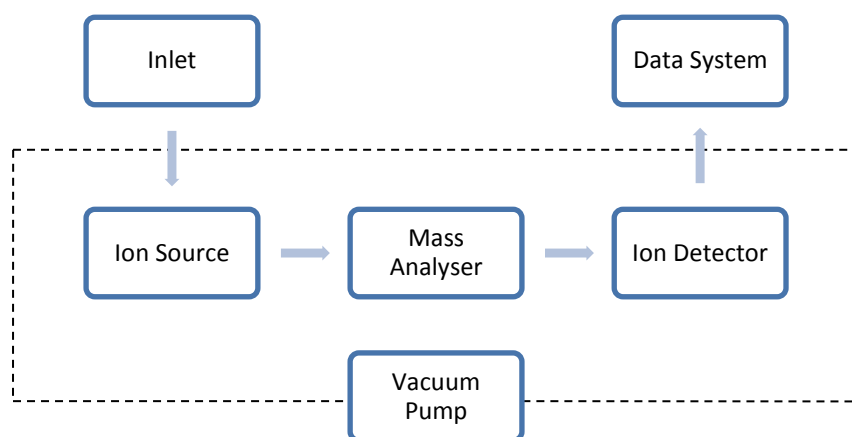 Inlet
Data System
Ion Source
Mass
Analyser
Ion Detector
Vacuum
Pump